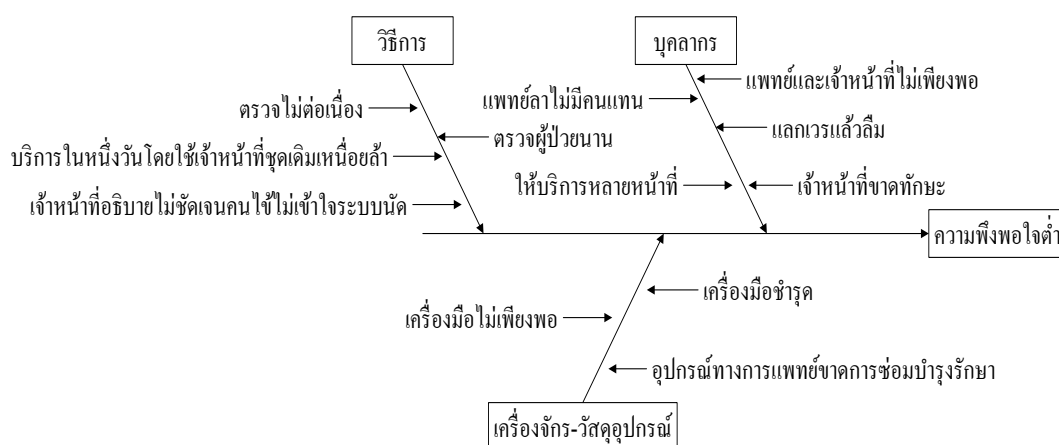 วิธีการ
บุคลากร
แพทย์และเจ้าหน้าที่ไม่เพียงพอ
แพทย์ลาไม่มีคนแทน
ตรวจไม่ต่อเนื่อง
แลกเวรแล้วลืม
ตรวจผู้ป่วยนาน
บริการในหนึ่งวันโดยใช้เจ้าหน้าที่ชุดเดิมเหนื่อยล้า
ให้บริการหลายหน้าที่
เจ้าหน้าที่ขาดทักษะ
เจ้าหน้าที่อธิบายไม่ชัดเจนคนไข้ไม่เข้าใจระบบนัด
ความพึงพอใจต่ำ
เครื่องมือชำรุด
เครื่องมือไม่เพียงพอ
อุปกรณ์ทางการแพทย์ขาดการซ่อมบำรุงรักษา
เครื่องจักร-วัสดุอุปกรณ์